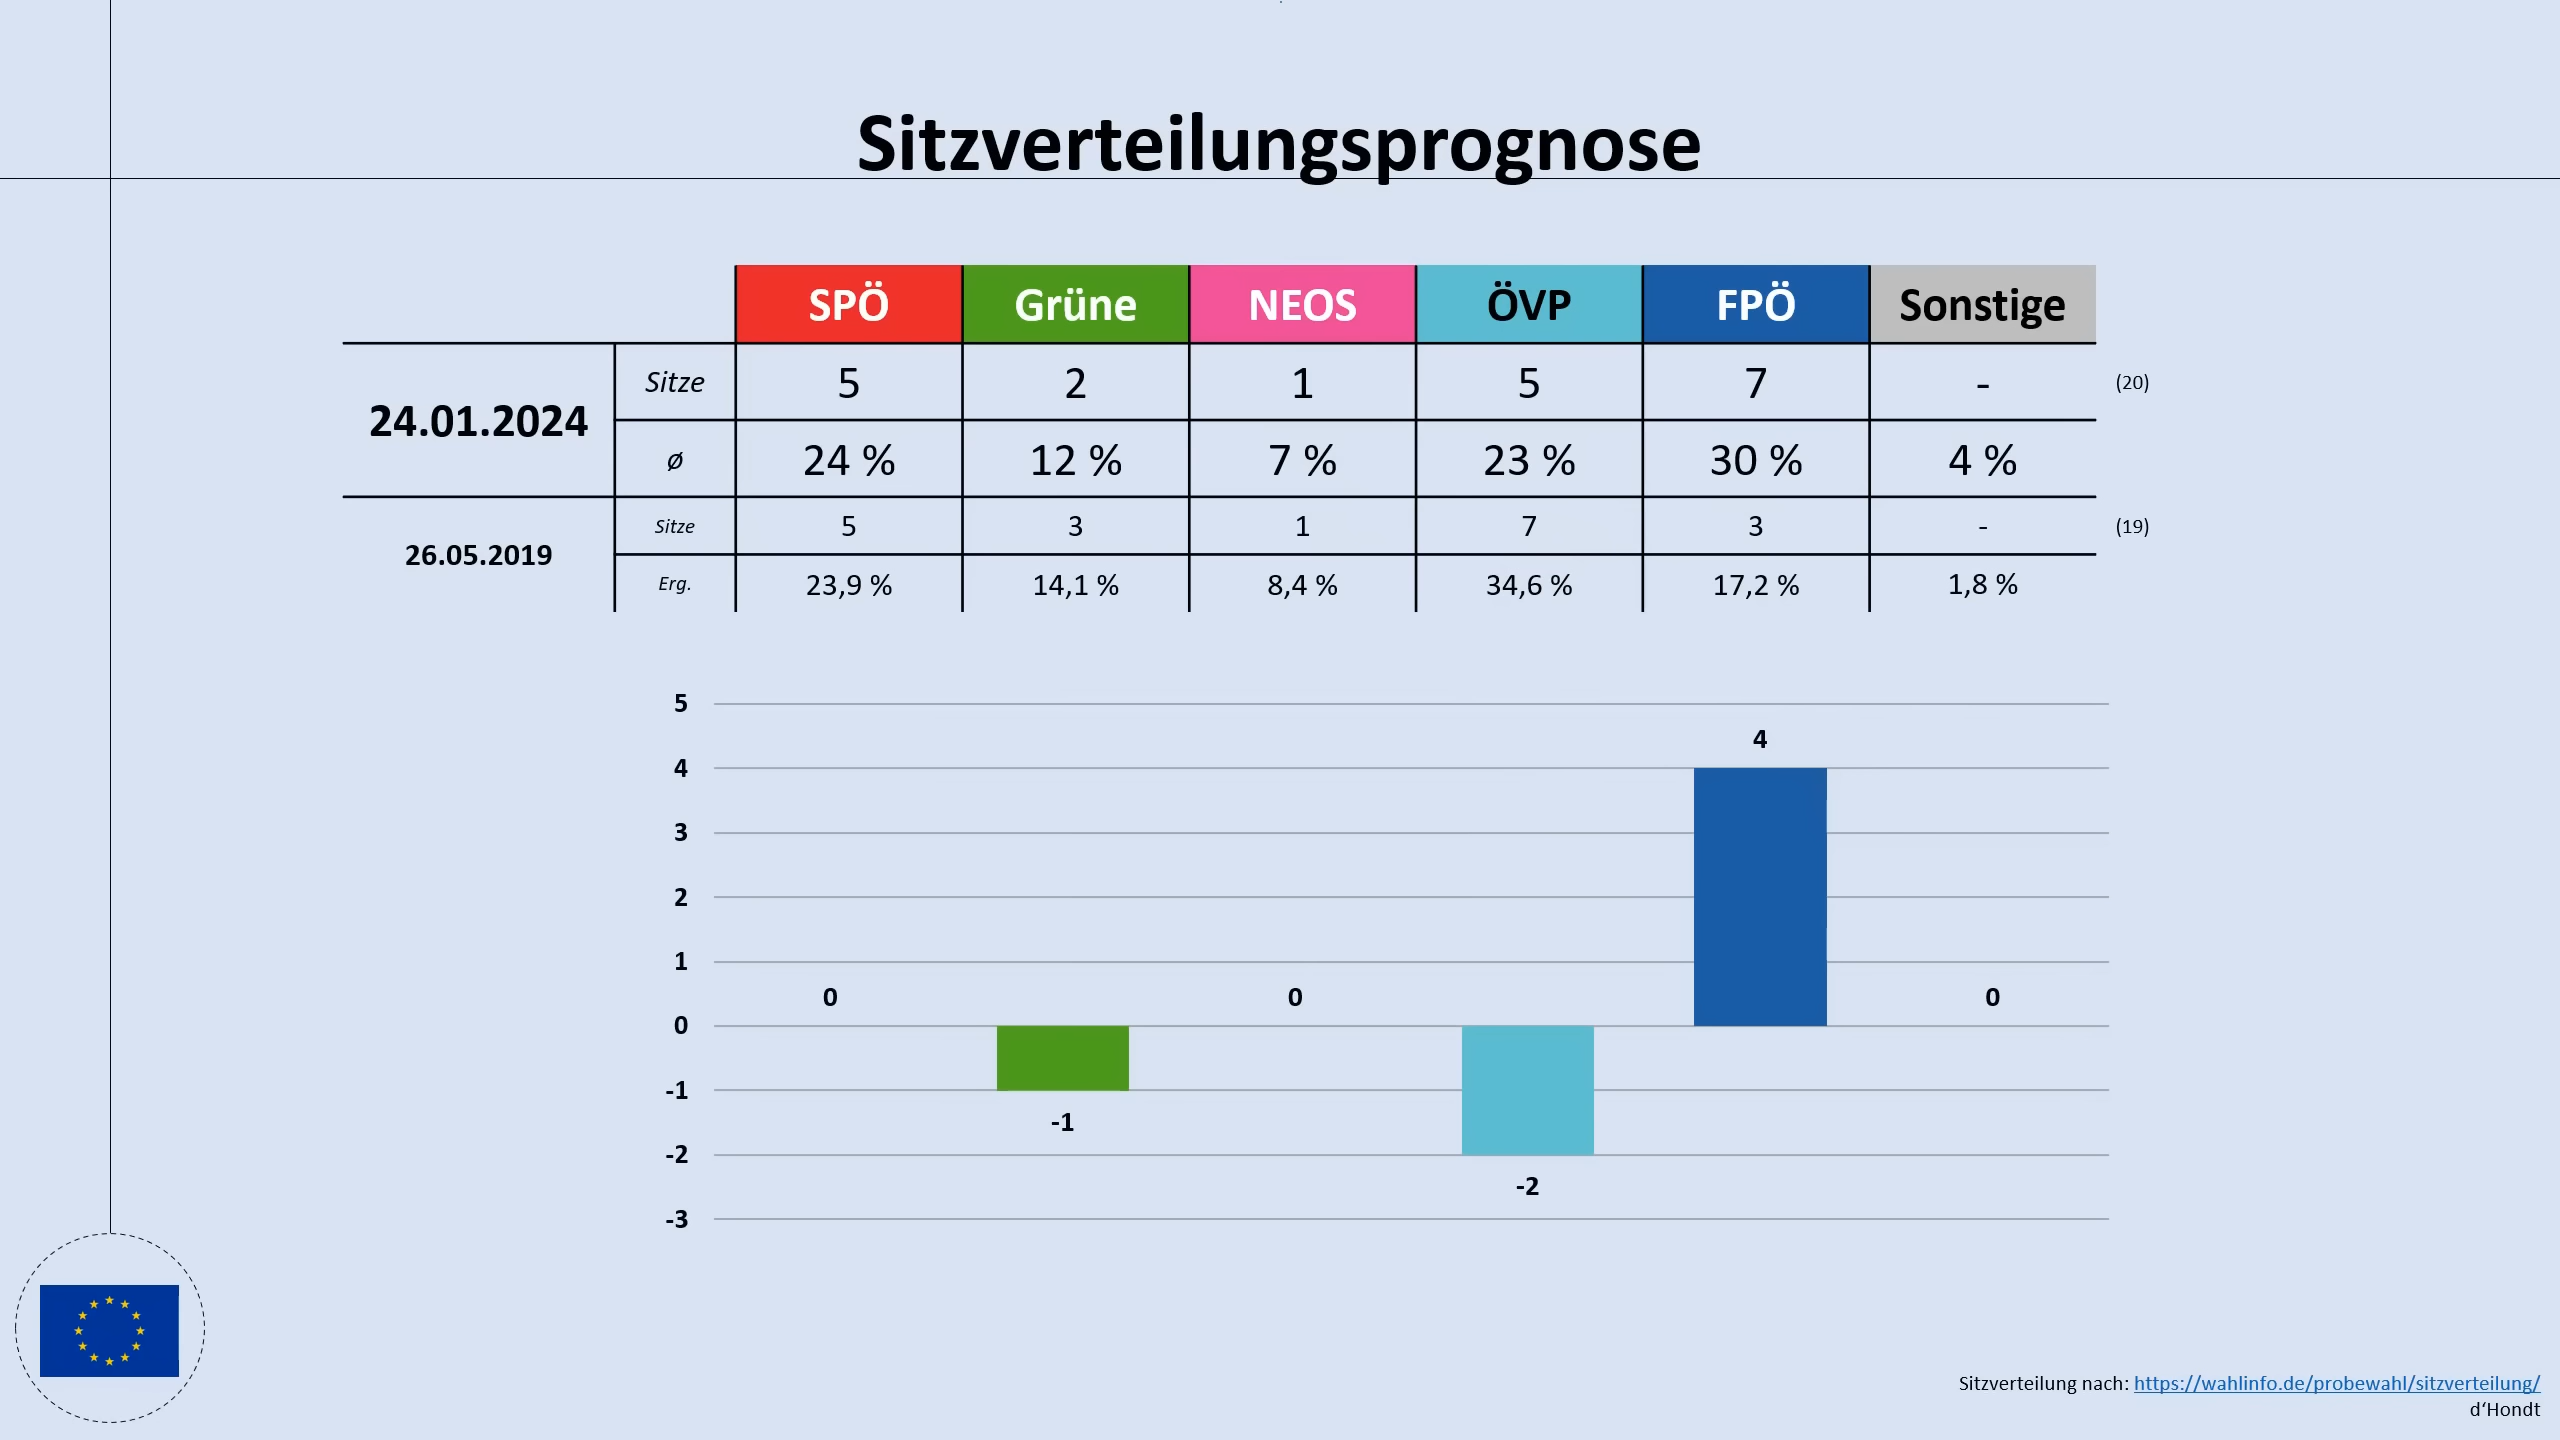 Sitzverteilungsprognose
SPÖ Grüne NEOS ÖVP FPÖ Sonstige
24.01.2024 Sitze 5 2 1 5 7 - (20)
ø 24 % 12 % 7 % 23 % 30 % 4 %
26.05.2019 Sitze 5 3 1 7 3 - (19)
Erg. 23,9 % 14,1 % 8,4 % 34,6 % 17,2 % 1,8 %
5
4
4
3
2
1
0 0 0
0
-1
-1
-2
-2
-3
Sitzverteilung nach: https://wahlinfo.de/probewahl/sitzverteilung/
d‘Hondt